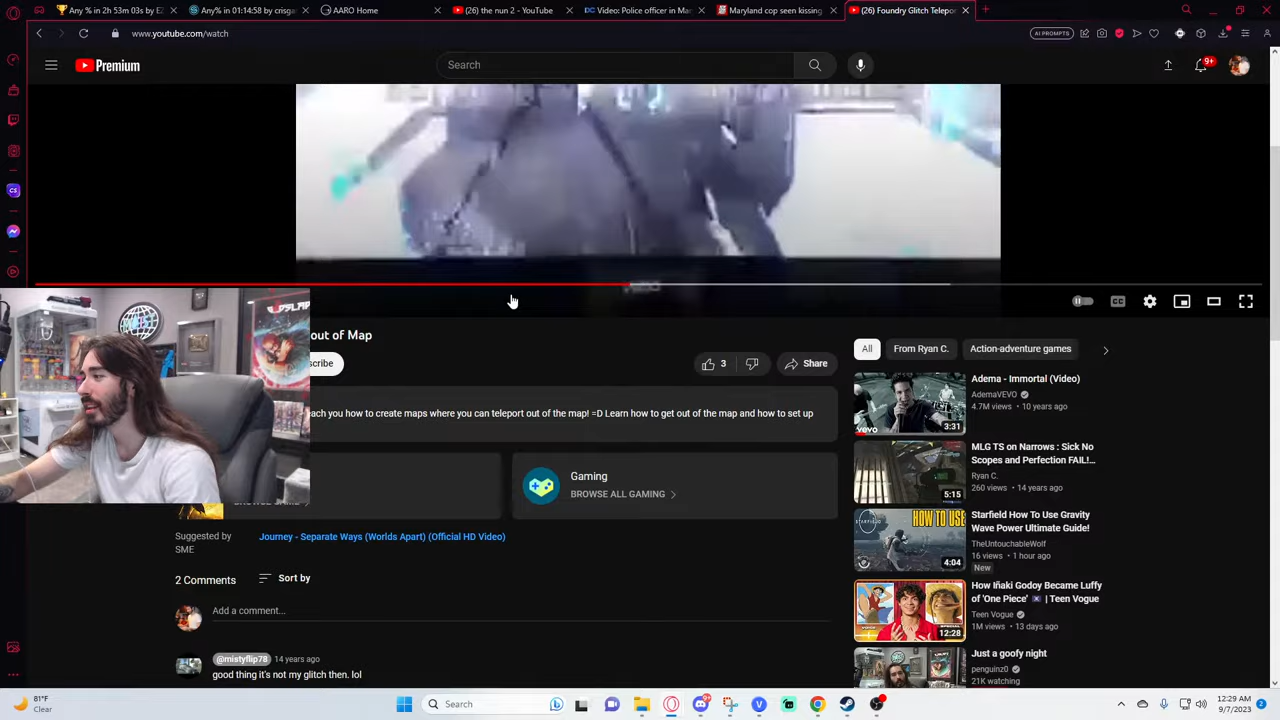 Any % in 2h 53m 03s by EZ
Any% in 01:14:58 by crisga
AARO Home
(26) the nun 2 - YouTube
Video: Police officer in Mar
Maryland cop seen kissing
(26) Foundry Glitch Telepor
www.youtube.com/watch
AI PROMPTS
Premium
Search
9+
out of Map
scribe
3
Share
each you how to create maps where you can teleport out of the map! =D Learn how to get out of the map and how to set up
Gaming
BROWSE ALL GAMING
Suggested by SME
Journey - Separate Ways (Worlds Apart) (Official HD Video)
2 Comments
Sort by
Add a comment...
@mistyflip78 14 years ago
good thing it's not my glitch then. lol
All
From Ryan C.
Action-adventure games
Adema - Immortal (Video)
AdemaVEVO
4.7M views • 10 years ago
vevo
3:31
MLG TS on Narrows : Sick No
Scopes and Perfection FAIL!...
Ryan C.
260 views • 14 years ago
5:15
Starfield How To Use Gravity
Wave Power Ultimate Guide!
TheUntouchableWolf
16 views • 1 hour ago
New
HOW TO USE
4:04
How Iñaki Godoy Became Luffy
of 'One Piece' | Teen Vogue
Teen Vogue
1M views • 13 days ago
12:28
Just a goofy night
penguinz0
21K watching
81°F
Clear
Search
12:29 AM
9/7/2023
2